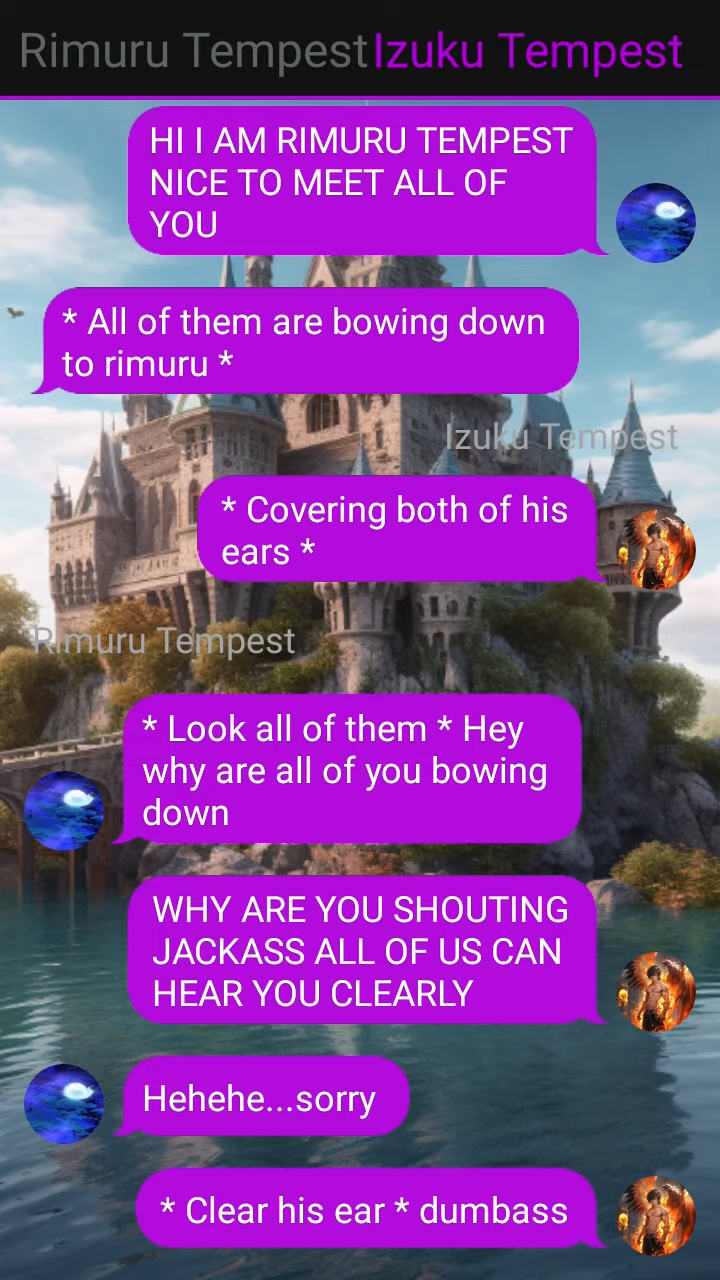 Rimuru Tempest Izuku Tempest
HI I AM RIMURU TEMPEST
NICE TO MEET ALL OF
YOU
* All of them are bowing down
to rimuru *
Izuku Tempest
* Covering both of his
ears *
Rimuru Tempest
* Look all of them * Hey
why are all of you bowing
down
WHY ARE YOU SHOUTING
JACKASS ALL OF US CAN
HEAR YOU CLEARLY
Hehehe...sorry
* Clear his ear * dumbass